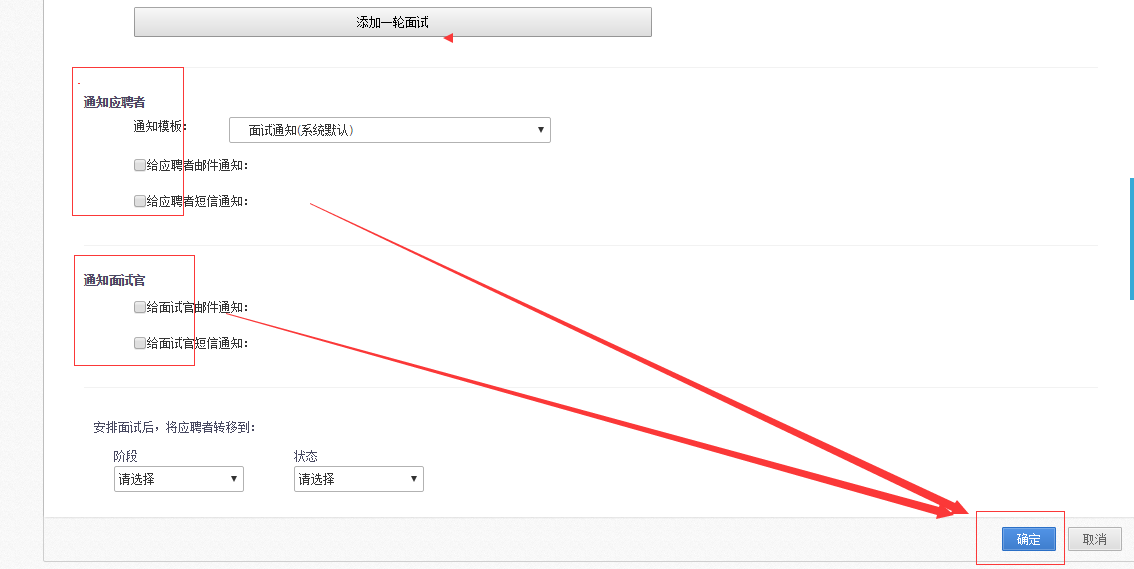 添加一轮面试
通知应聘者
通知模板：
面试通知(系统默认)
给应聘者邮件通知：
给应聘者短信通知：
通知面试官
给面试官邮件通知：
给面试官短信通知：
安排面试后，将应聘者转移到：
阶段 状态
请选择 请选择
确定 取消